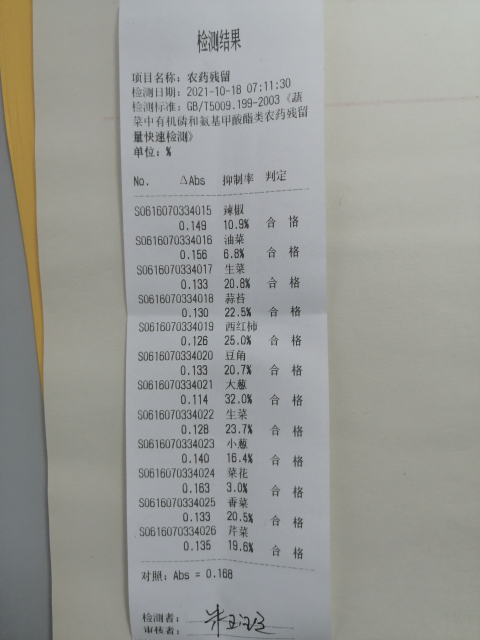 检测结果
项目名称：农药残留
检测日期：2021-10-18 07:11:30
检测标准：GB/T5009.199-2003《蔬
菜中有机磷和氨基甲酸酯类农药残留
量快速检测》
单位：%
No. ΔAbs 抑制率 判定
S0616070334015 辣椒
0.149 10.9% 合 格
S0616070334016 油菜
0.156 6.8% 合 格
S0616070334017 生菜
0.133 20.8% 合 格
S0616070334018 蒜苔
0.130 22.5% 合 格
S0616070334019 西红柿
0.126 25.0% 合 格
S0616070334020 豆角
0.133 20.7% 合 格
S0616070334021 大葱
0.114 32.0% 合 格
S0616070334022 生菜
0.128 23.7% 合 格
S0616070334023 小葱
0.140 16.4% 合 格
S0616070334024 菜花
0.163 3.0% 合 格
S0616070334025 香菜
0.133 20.5% 合 格
S0616070334026 芹菜
0.135 19.6% 合 格
对照：Abs = 0.168
检测者：
审核者：